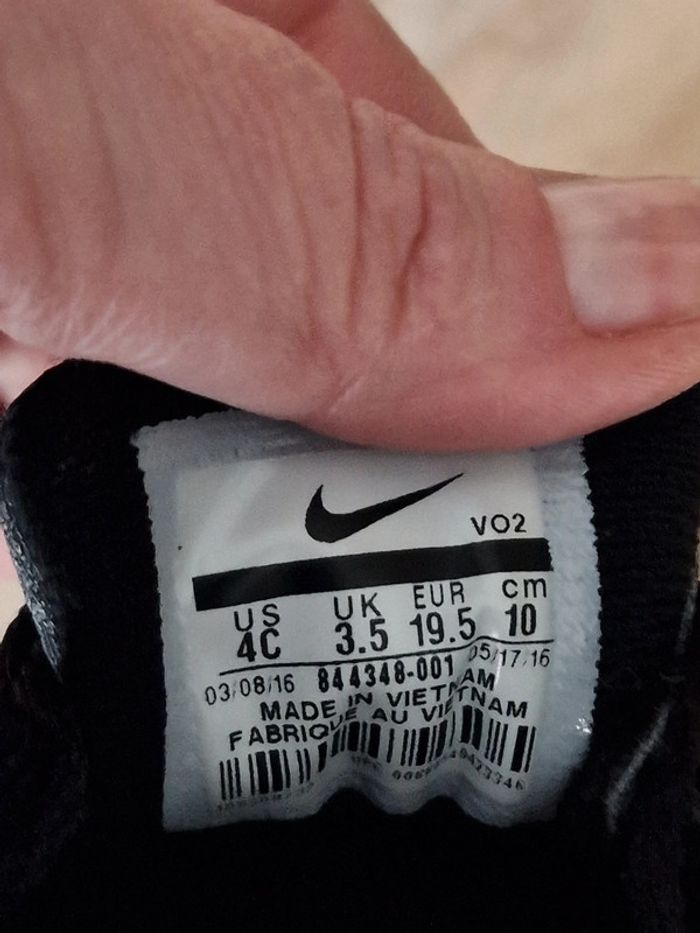 VO2
US UK EUR cm
4C 3.5 19.5 10
03/08/16 844348-001 05/17/16
MADE IN VIETNAM
FABRIQUE AU VIETNAM